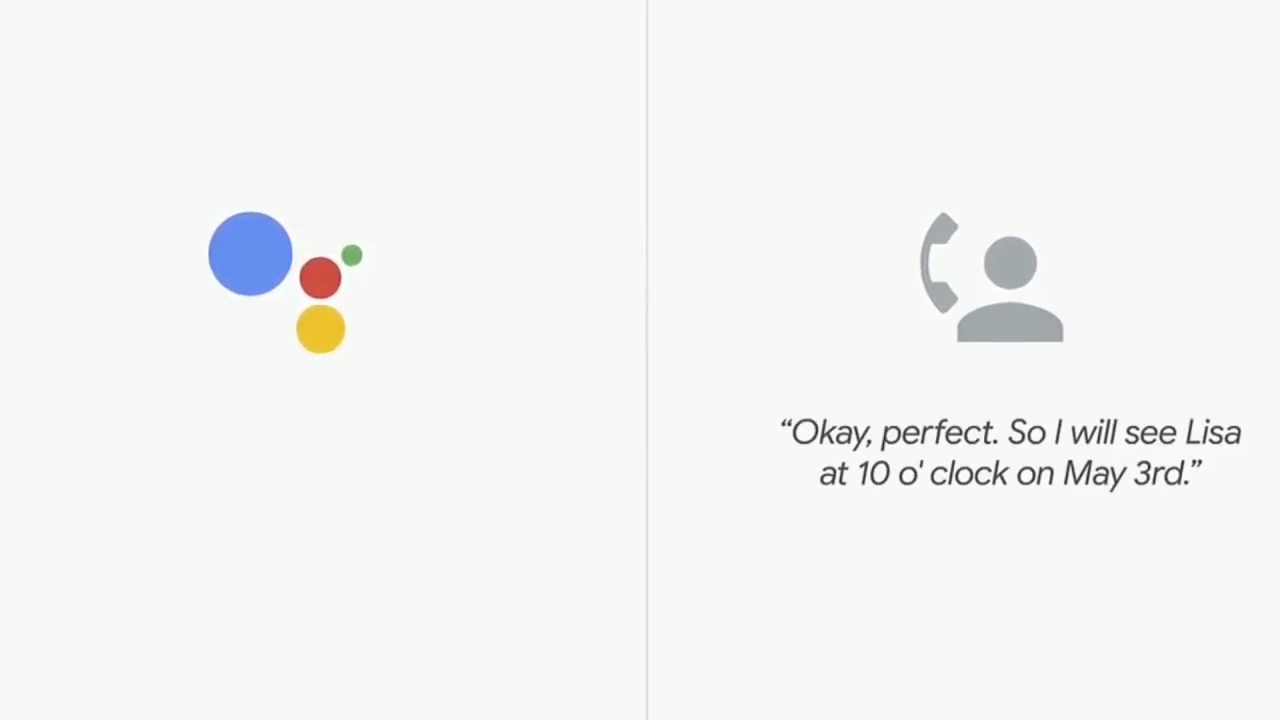 “Okay, perfect. So I will see Lisa
at 10 o' clock on May 3rd.”